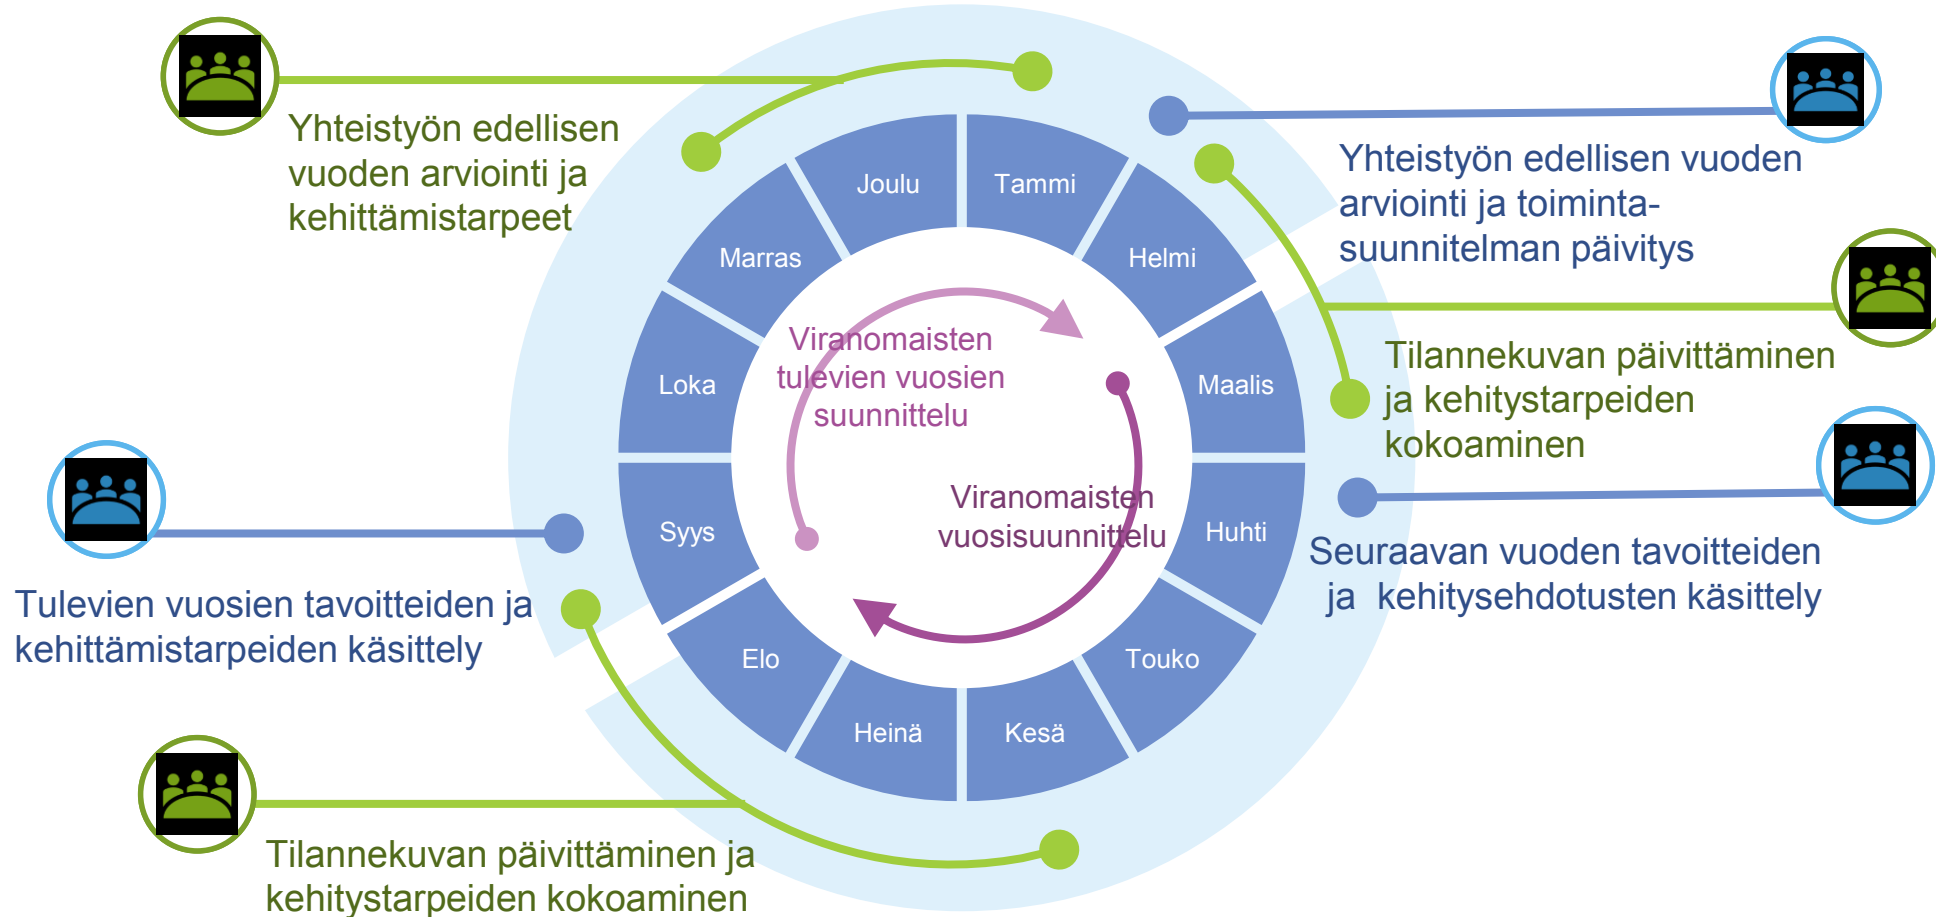 Yhteistyön edellisen
vuoden arviointi ja
kehittämistarpeet
Yhteistyön edellisen vuoden
arviointi ja toiminta-
suunnitelman päivitys
Tilannekuvan päivittäminen
ja kehitystarpeiden
kokoaminen
Seuraavan vuoden tavoitteiden
ja kehitysehdotusten käsittely
Tulevien vuosien tavoitteiden ja
kehittämistarpeiden käsittely
Tilannekuvan päivittäminen ja
kehitystarpeiden kokoaminen
Tammi
Helmi
Maalis
Huhti
Touko
Kesä
Heinä
Elo
Syys
Loka
Marras
Joulu
Viranomaisten
tulevien vuosien
suunnittelu
Viranomaisten
vuosisuunnittelu